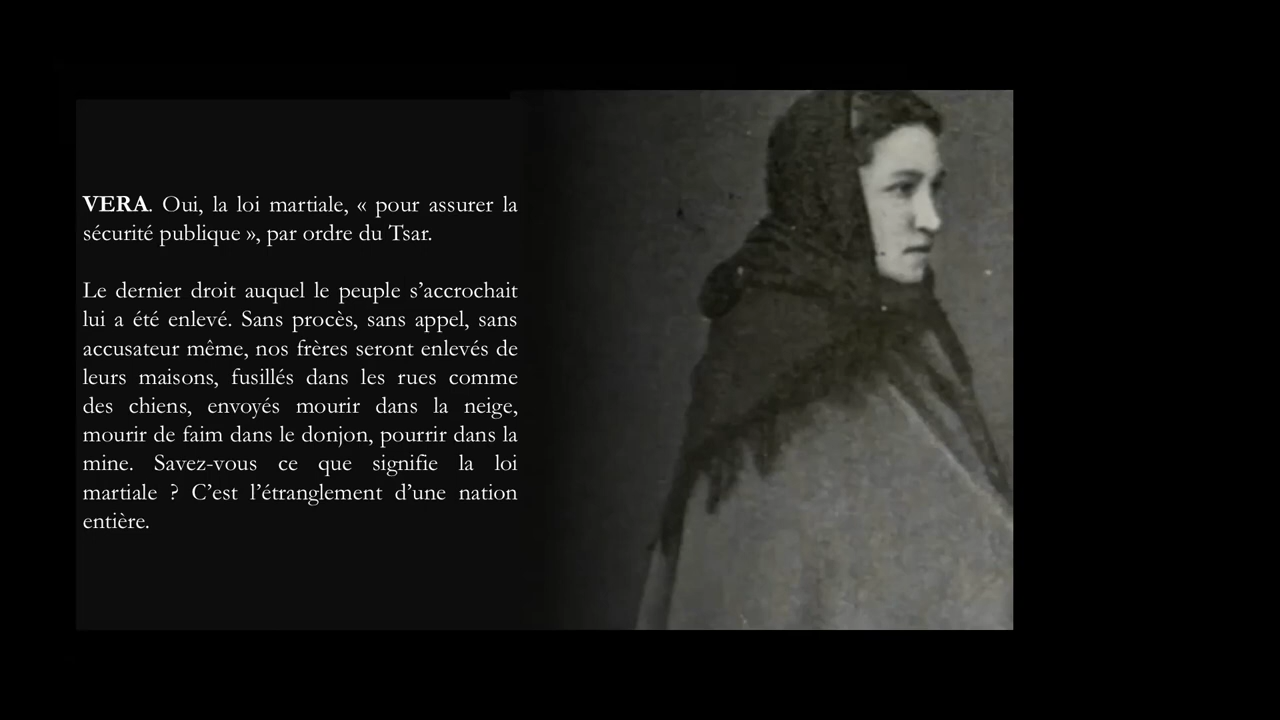 VERA. Oui, la loi martiale, « pour assurer la
sécurité publique », par ordre du Tsar.
Le dernier droit auquel le peuple s’accrochait
lui a été enlevé. Sans procès, sans appel, sans
accusateur même, nos frères seront enlevés de
leurs maisons, fusillés dans les rues comme
des chiens, envoyés mourir dans la neige,
mourir de faim dans le donjon, pourrir dans la
mine. Savez-vous ce que signifie la loi
martiale ? C’est l’étranglement d’une nation
entière.